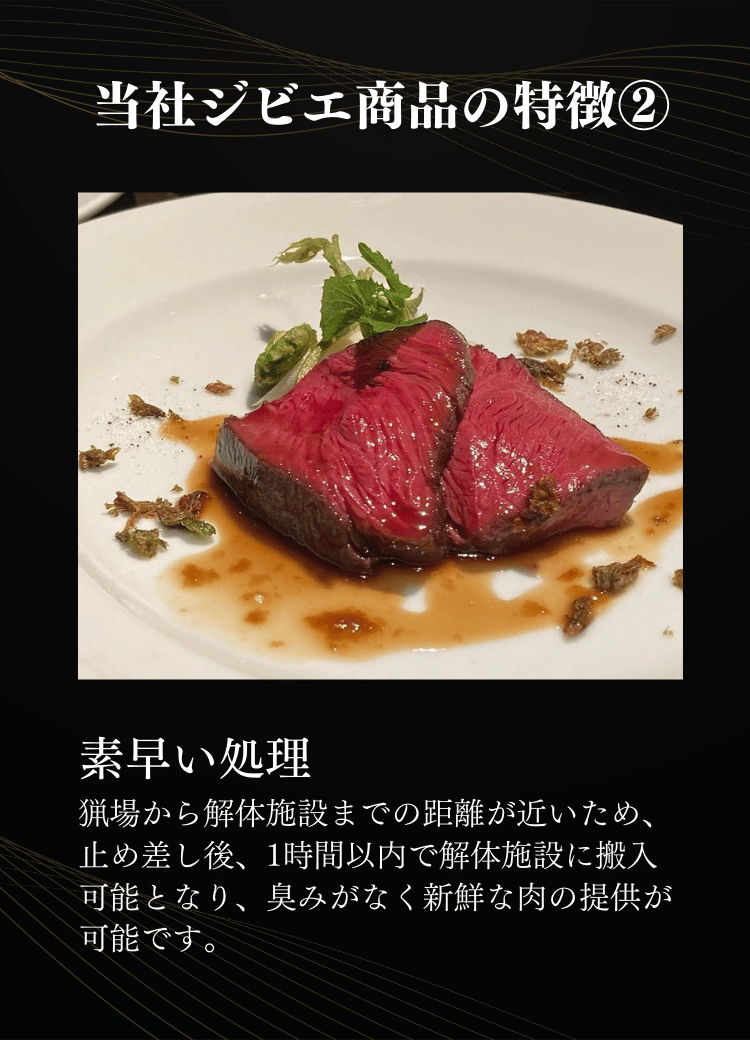 当社ジビエ商品の特徴②
素早い処理
猟場から解体施設までの距離が近いため、
止め差し後、1時間以内で解体施設に搬入
可能となり、臭みがなく新鮮な肉の提供が
可能です。